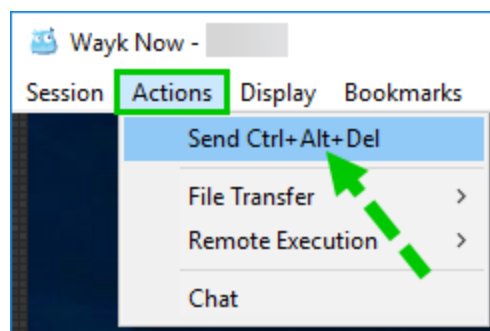 Wayk Now -
Session Actions Display Bookmarks
Send Ctrl+Alt+Del
File Transfer
Remote Execution
Chat